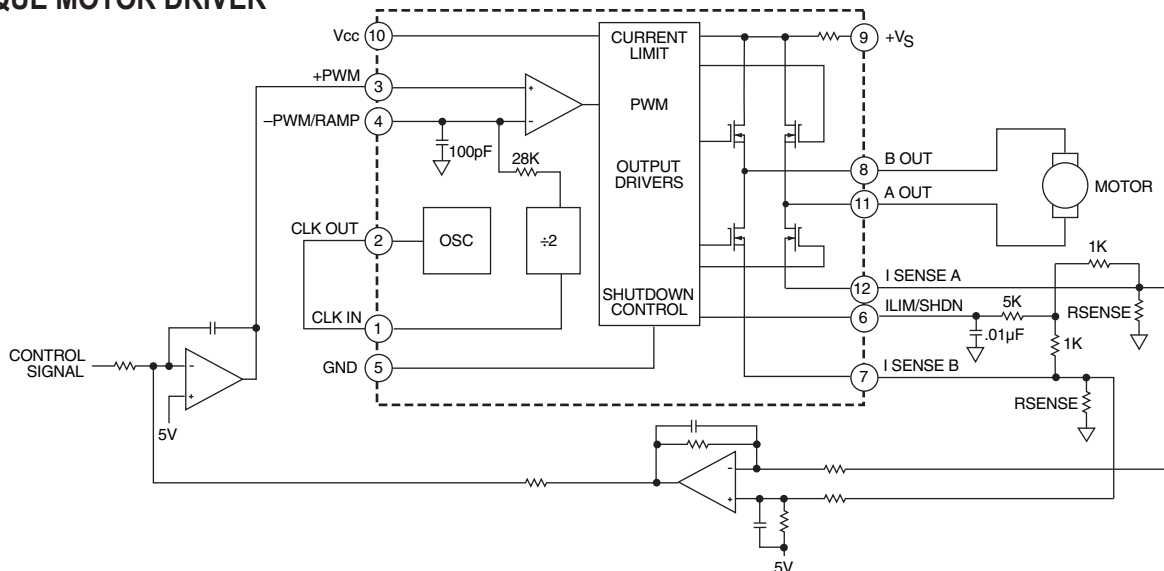 QUE MOTOR DRIVER
Vcc 10
CURRENT LIMIT
9 +VS
+PWM 3
PWM
–PWM/RAMP 4
100pF
28K
OUTPUT DRIVERS
8 B OUT
MOTOR
11 A OUT
CLK OUT 2
OSC
÷2
1K
12 I SENSE A
SHUTDOWN CONTROL
6 ILIM/SHDN
5K
RSENSE
CLK IN 1
.01µF
1K
CONTROL SIGNAL
–
+
5V
GND 5
7 I SENSE B
RSENSE
+
–
–
+
5V